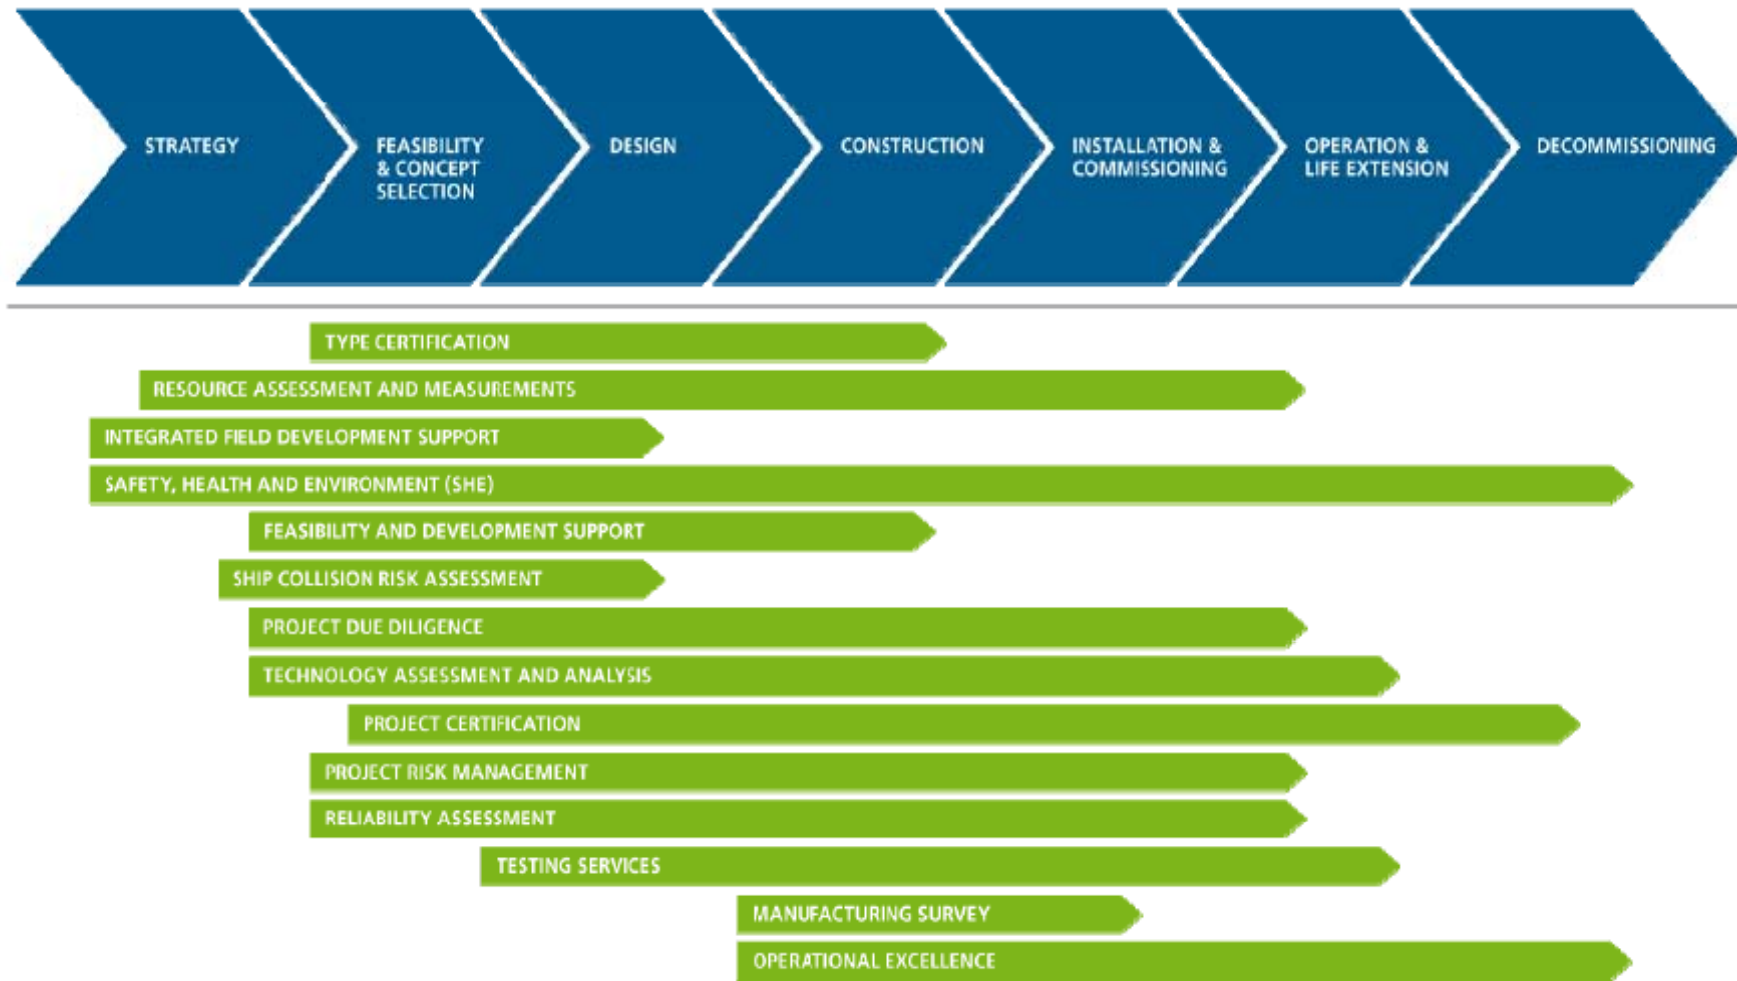 STRATEGY
FEASIBILITY
& CONCEPT
SELECTION
DESIGN
CONSTRUCTION
INSTALLATION &
COMMISSIONING
OPERATION &
LIFE EXTENSION
DECOMMISSIONING
TYPE CERTIFICATION
RESOURCE ASSESSMENT AND MEASUREMENTS
INTEGRATED FIELD DEVELOPMENT SUPPORT
SAFETY, HEALTH AND ENVIRONMENT (SHE)
FEASIBILITY AND DEVELOPMENT SUPPORT
SHIP COLLISION RISK ASSESSMENT
PROJECT DUE DILIGENCE
TECHNOLOGY ASSESSMENT AND ANALYSIS
PROJECT CERTIFICATION
PROJECT RISK MANAGEMENT
RELIABILITY ASSESSMENT
TESTING SERVICES
MANUFACTURING SURVEY
OPERATIONAL EXCELLENCE